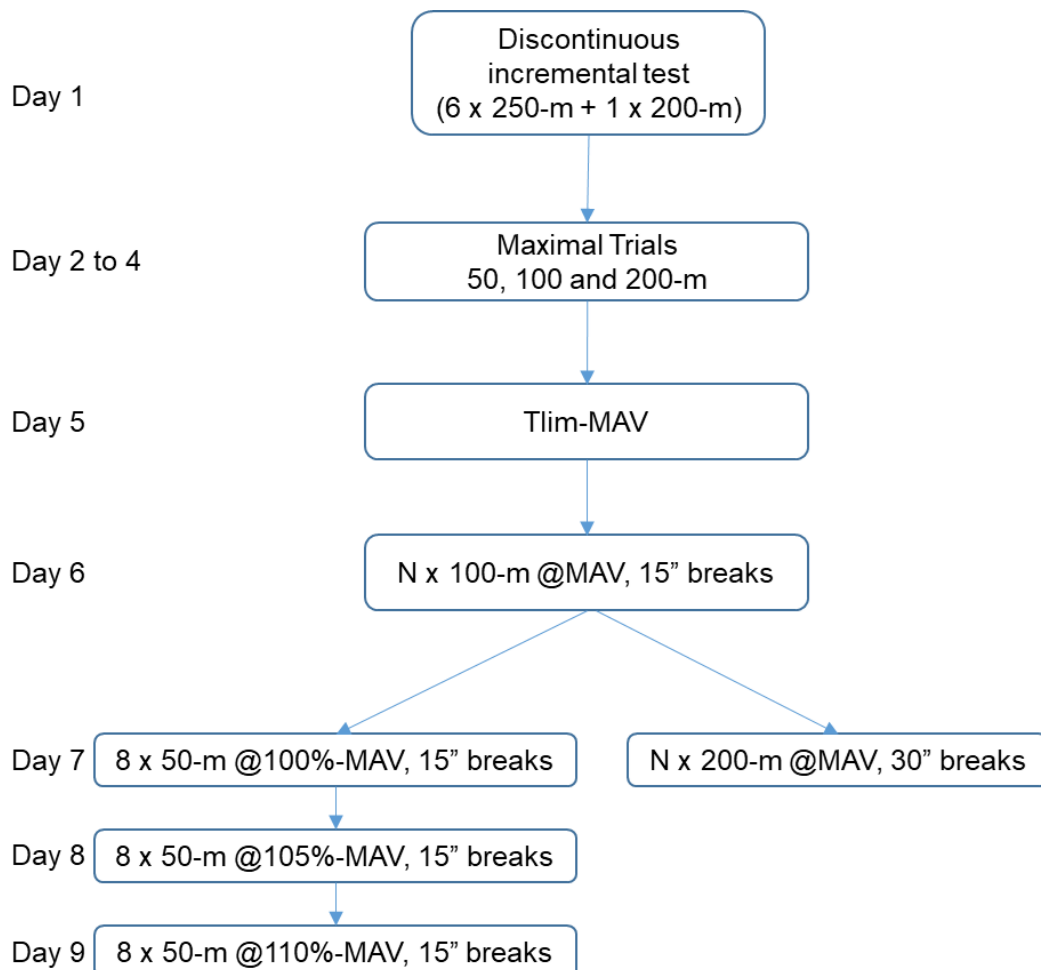 Discontinuous
incremental test
Day 1
(6 x 250-m + 1 x 200-m)
Day 2 to 4
Maximal Trials
50, 100 and 200-m
Day 5
Tlim-MAV
Day 6
N x 100-m @MAV, 15” breaks
Day 7
8 x 50-m @100%-MAV, 15” breaks
N x 200-m @MAV, 30” breaks
Day 8
8 x 50-m @105%-MAV, 15” breaks
Day 9
8 x 50-m @110%-MAV, 15” breaks